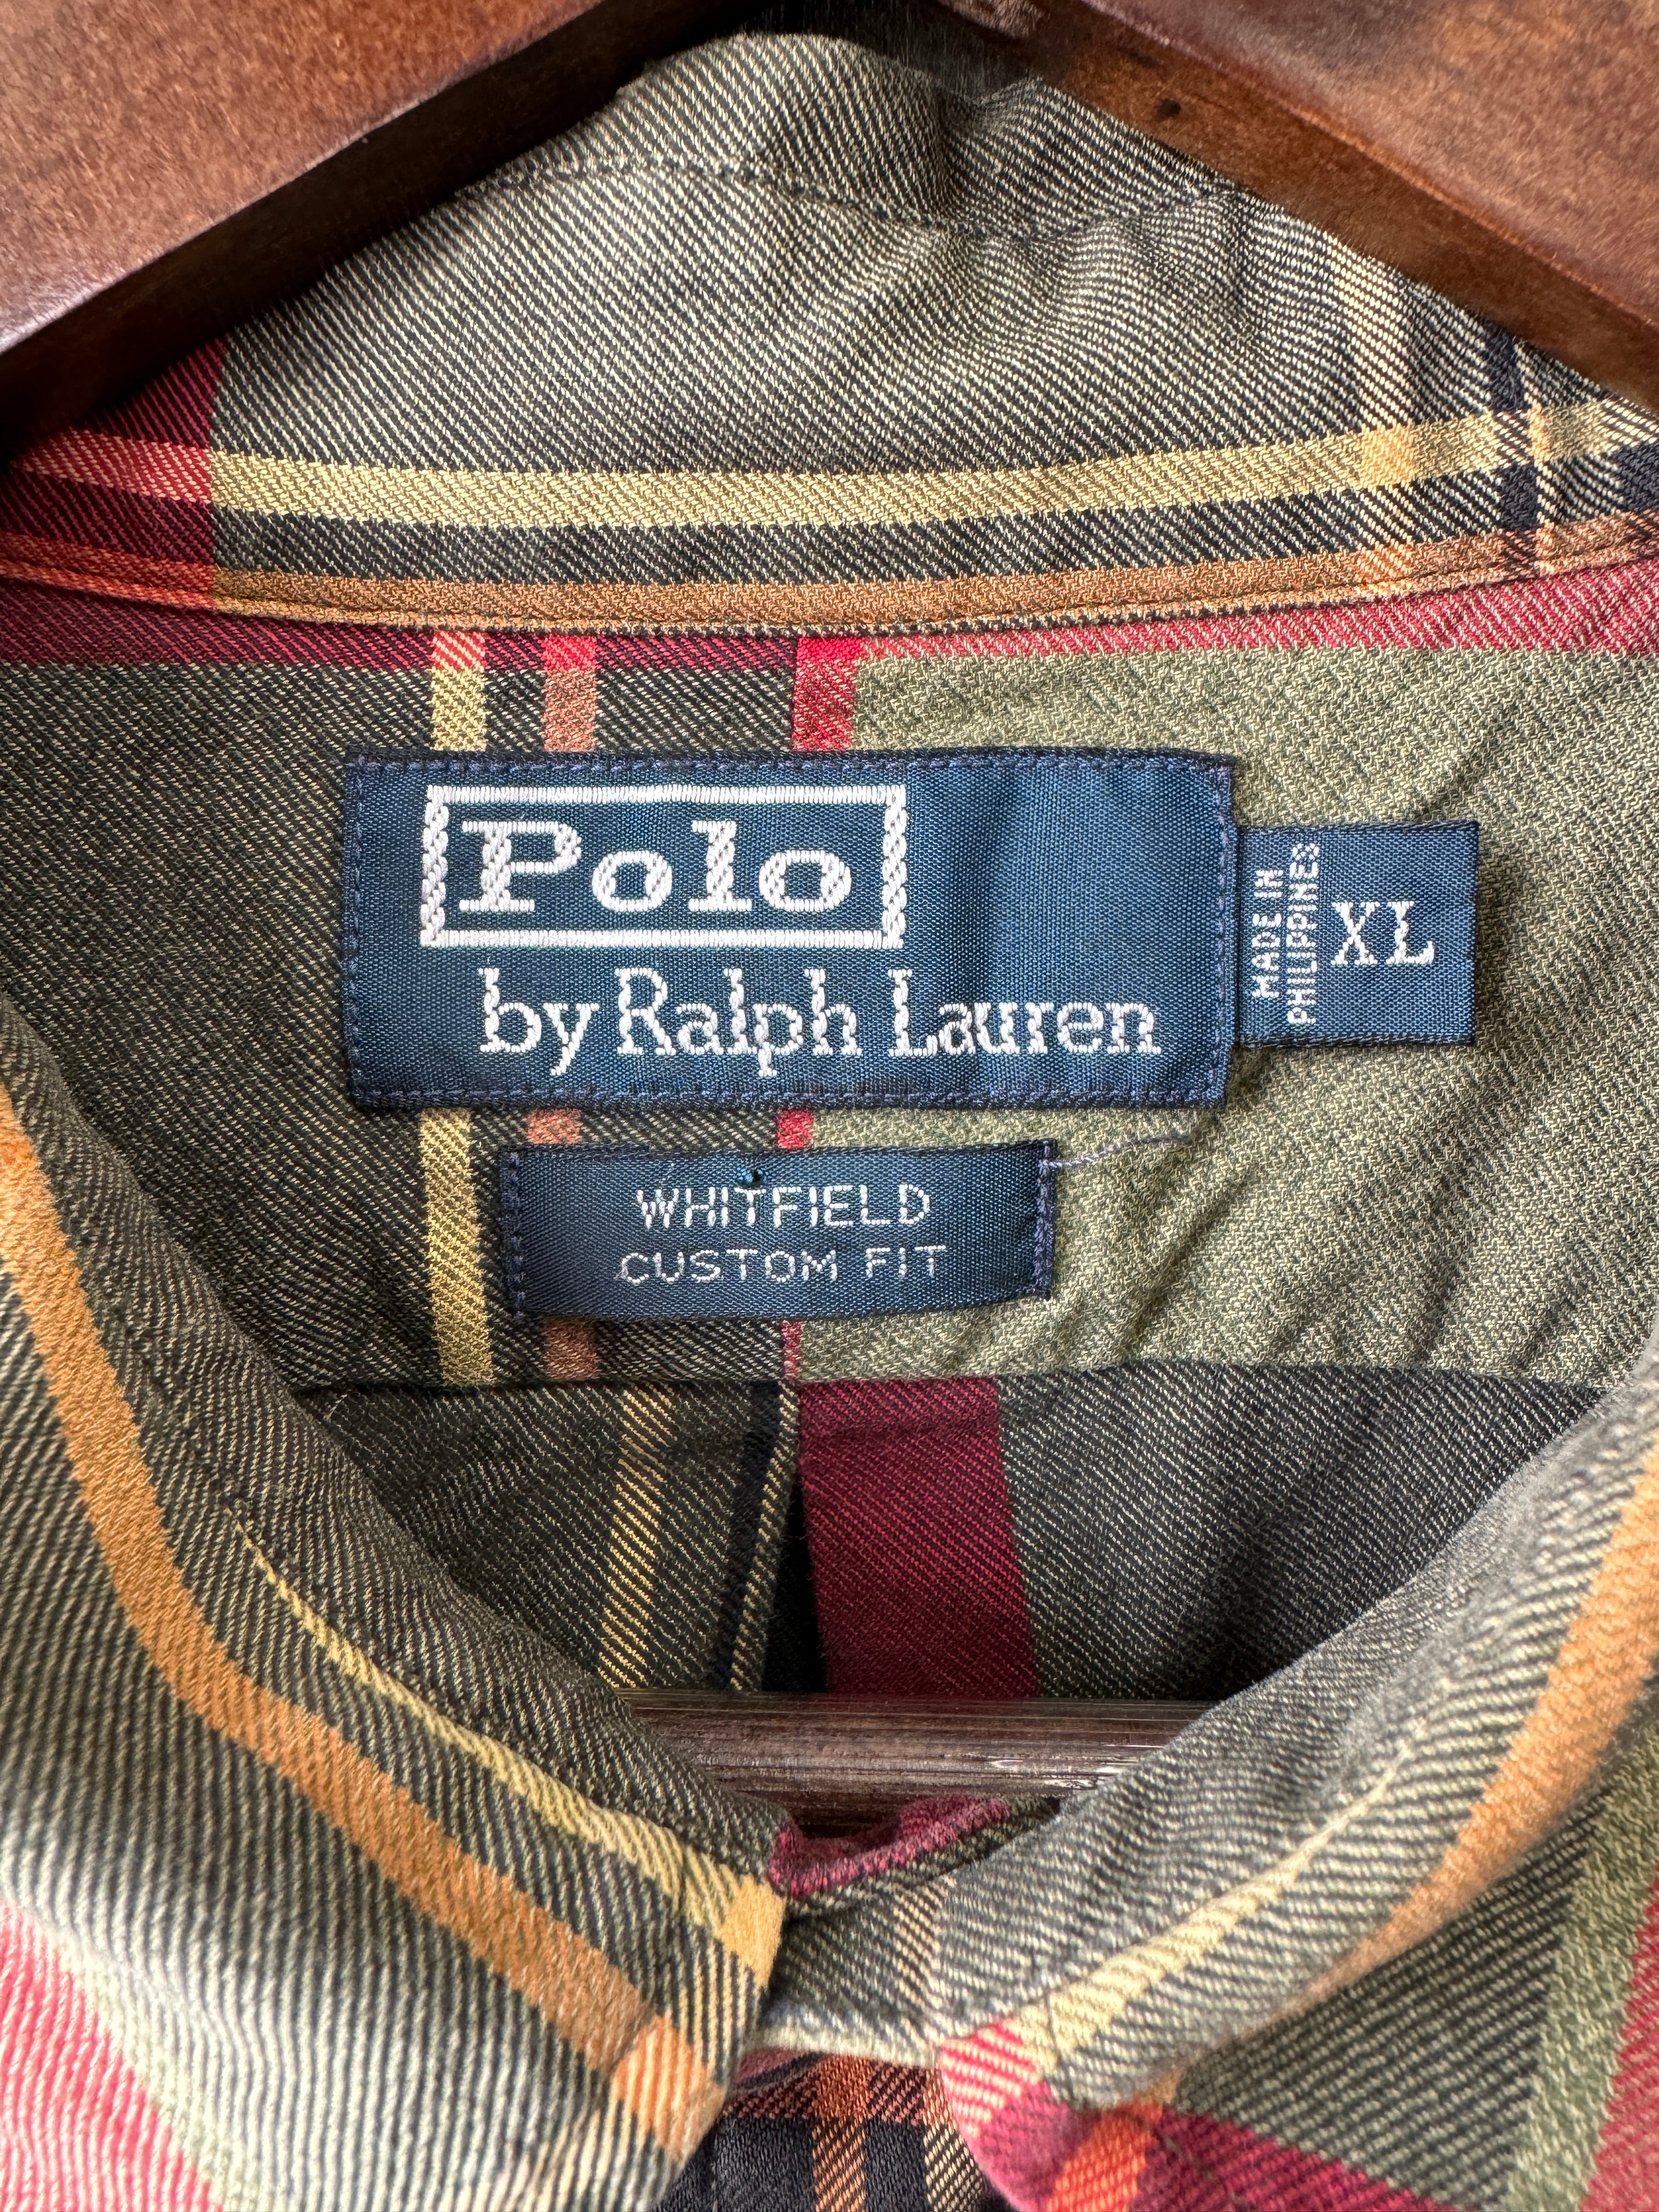 Polo
by Ralph Lauren
MADE IN
PHILIPPINES
XL
WHITFIELD
CUSTOM FIT